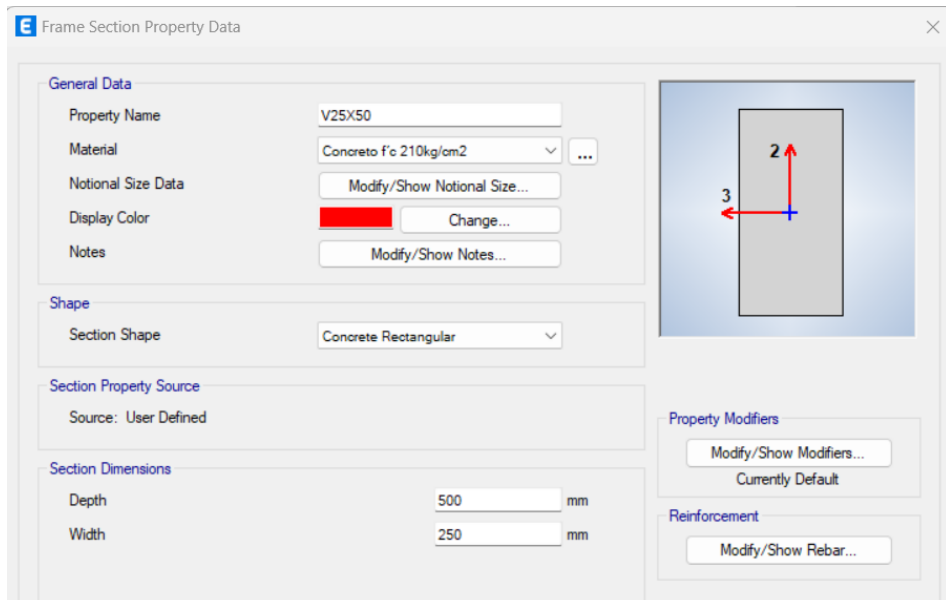 E Frame Section Property Data
General Data
Property Name V25X50
Material Concreto f'c 210kg/cm2 ...
Notional Size Data Modify/Show Notional Size...
Display Color Change...
Notes Modify/Show Notes...
2
3
Shape
Section Shape Concrete Rectangular
Section Property Source
Source: User Defined
Property Modifiers
Modify/Show Modifiers...
Currently Default
Section Dimensions
Depth 500 mm
Width 250 mm
Reinforcement
Modify/Show Rebar...